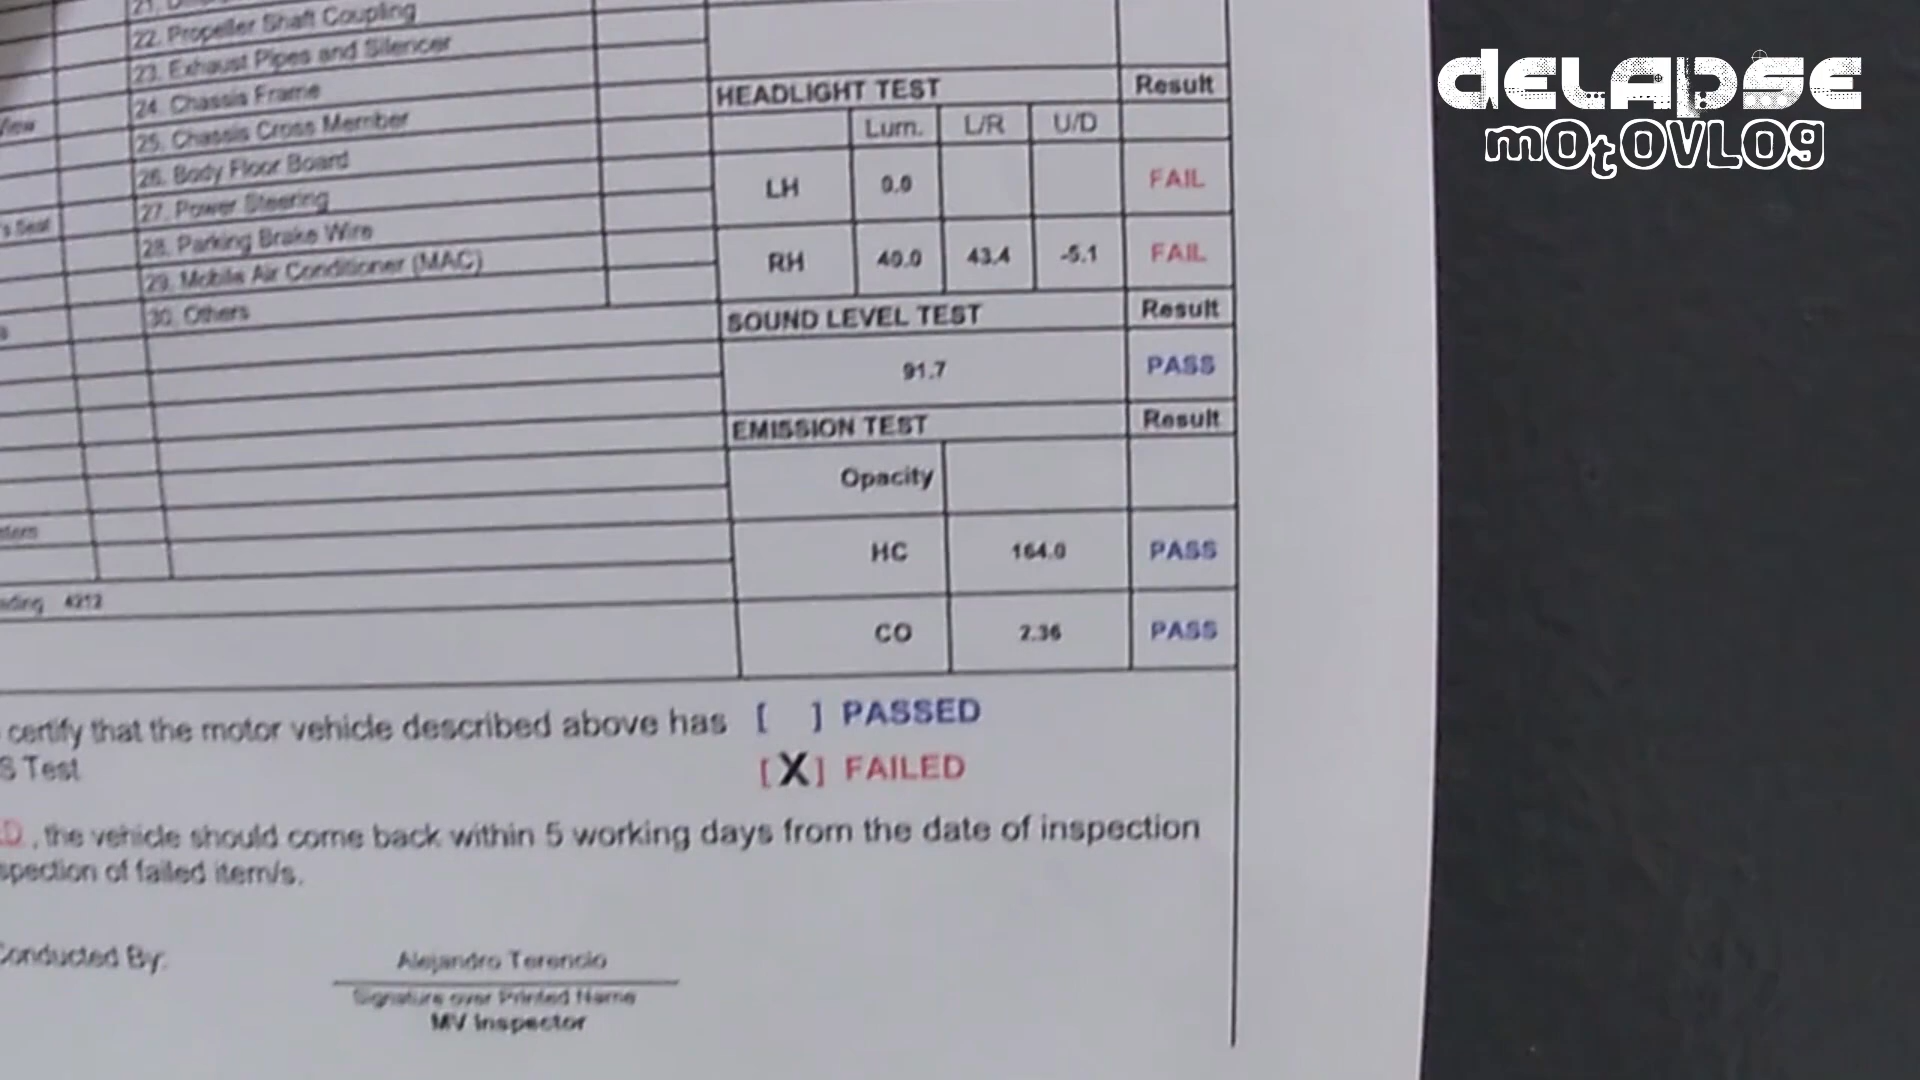 22. Propeller Shaft Coupling
23. Exhaust Pipes and Silencer
24. Chassis Frame
25. Chassis Cross Member
26. Body Floor Board
27. Power Steering
28. Parking Brake Wire
29. Mobile Air Conditioner (MAC)
30. Others
View
's Seat
HEADLIGHT TEST Result
Lum. L/R U/D
LH 0.0 FAIL
RH 40.0 43.4 -5.1 FAIL
SOUND LEVEL TEST Result
91.7 PASS
EMISSION TEST Result
Opacity
HC 164.0 PASS
CO 2.36 PASS
ading 4212
certify that the motor vehicle described above has [ ] PASSED
S Test [X] FAILED
ED , the vehicle should come back within 5 working days from the date of inspection
spection of failed item/s.
Conducted By:
Alejandro Terencio
Signature over Printed Name
MV Inspector
DELAPSE
mOtOVLOg